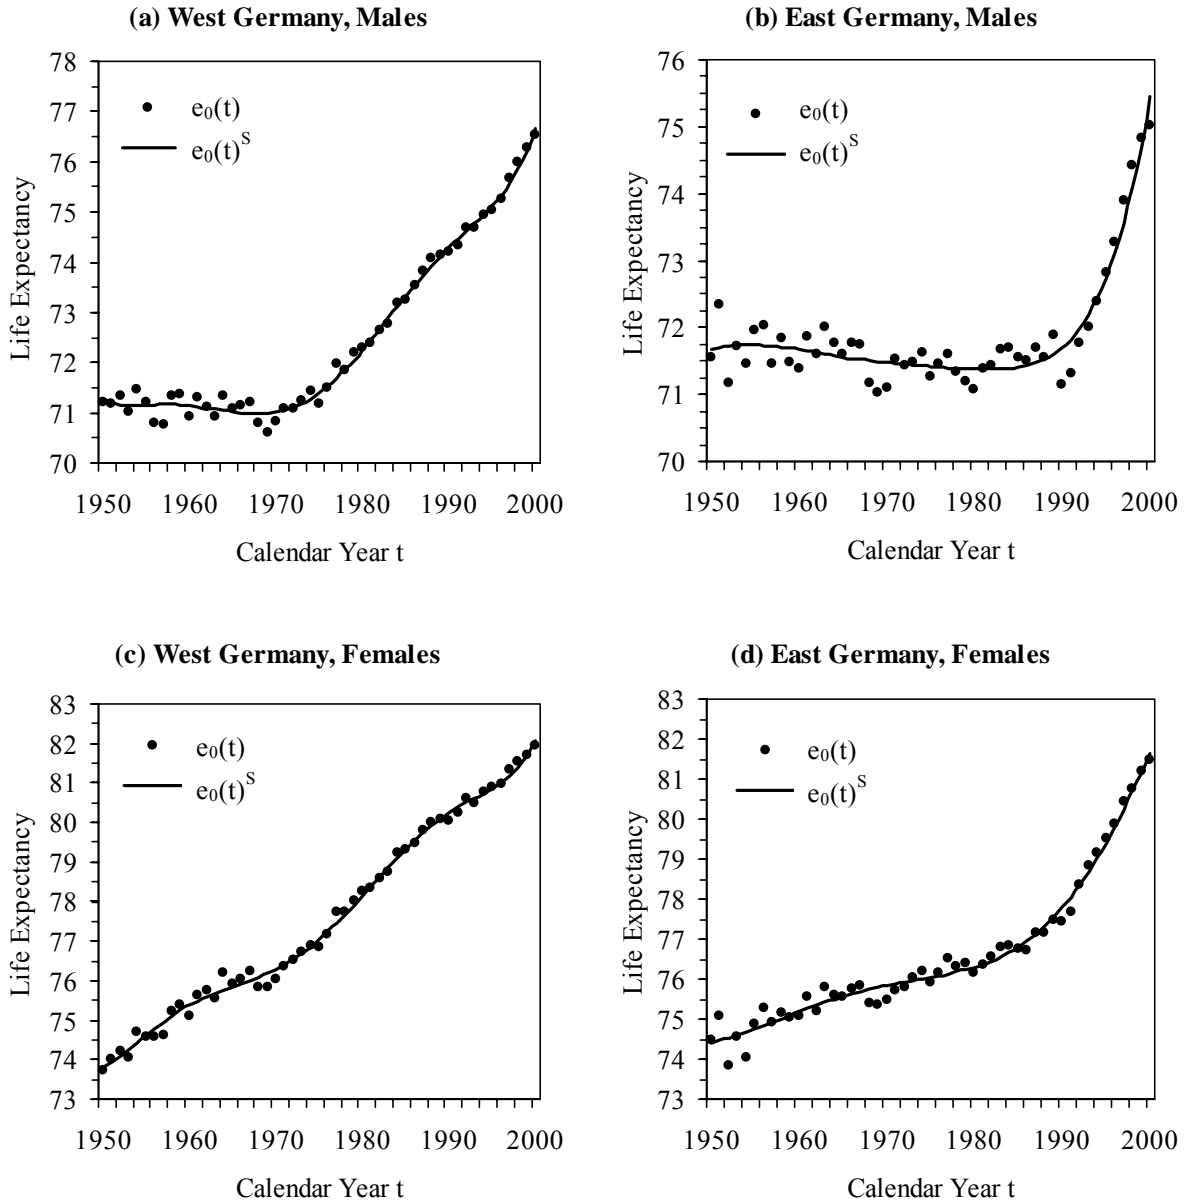 (a) West Germany, Males
Life Expectancy
78
77
76
75
74
73
72
71
70
e₀(t)
e₀(t)ˢ
1950 1960 1970 1980 1990 2000
Calendar Year t
(b) East Germany, Males
Life Expectancy
76
75
74
73
72
71
70
e₀(t)
e₀(t)ˢ
1950 1960 1970 1980 1990 2000
Calendar Year t
(c) West Germany, Females
Life Expectancy
83
82
81
80
79
78
77
76
75
74
73
e₀(t)
e₀(t)ˢ
1950 1960 1970 1980 1990 2000
Calendar Year t
(d) East Germany, Females
Life Expectancy
83
82
81
80
79
78
77
76
75
74
73
e₀(t)
e₀(t)ˢ
1950 1960 1970 1980 1990 2000
Calendar Year t